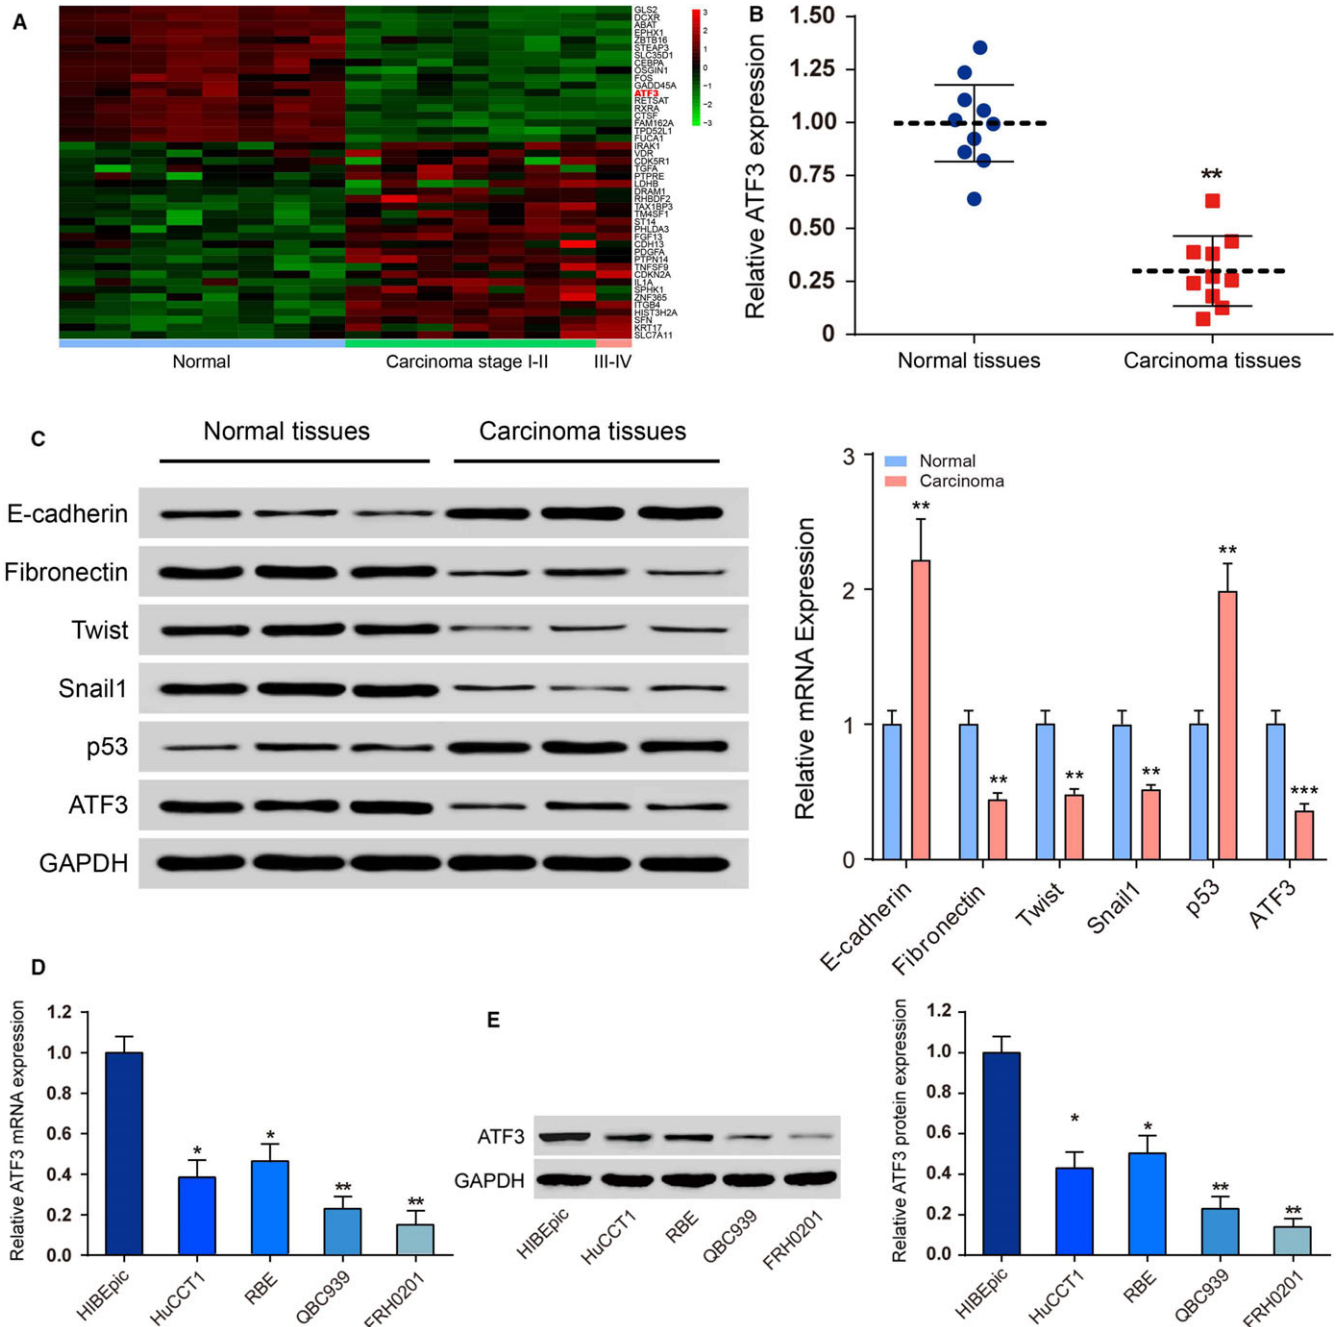 A
GLS2
DCXR
ABAT
EPHX1
ZBTB16
STEAP3
SLC35D1
CEBPA
OSGIN1
FOS
GADD45A
ATF3
RETSAT
RXRA
CTSF
FAM162A
TPD52L1
FUCA1
IRAK1
VDR
CDK5R1
TGFA
PTPRE
LDHB
DRAM1
RHBDF2
TAX1BP3
TM4SF1
ST14
PHLDA3
FGF13
CDH13
PDGFA
PTPN14
TNFSF9
CDKN2A
IL1A
SPHK1
ZNF365
ITGB4
HIST3H2A
SFN
KRT17
SLC7A11
3
2
1
0
−1
−2
−3
Normal
Carcinoma stage I-II
III-IV
B
Relative ATF3 expression
1.50
1.25
1.00
0.75
0.50
0.25
0
**
Normal tissues
Carcinoma tissues
C
Normal tissues
Carcinoma tissues
E-cadherin
Fibronectin
Twist
Snail1
p53
ATF3
GAPDH
Relative mRNA Expression
3
2
1
0
Normal
Carcinoma
**
**
**
**
**
***
E-cadherin
Fibronectin
Twist
Snail1
p53
ATF3
D
Relative ATF3 mRNA expression
1.2
1.0
0.8
0.6
0.4
0.2
0.0
*
*
**
**
HIBEpic
HuCCT1
RBE
QBC939
FRH0201
E
ATF3
GAPDH
HIBEpic
HuCCT1
RBE
QBC939
FRH0201
Relative ATF3 protein expression
1.2
1.0
0.8
0.6
0.4
0.2
0.0
*
*
**
**
HIBEpic
HuCCT1
RBE
QBC939
FRH0201